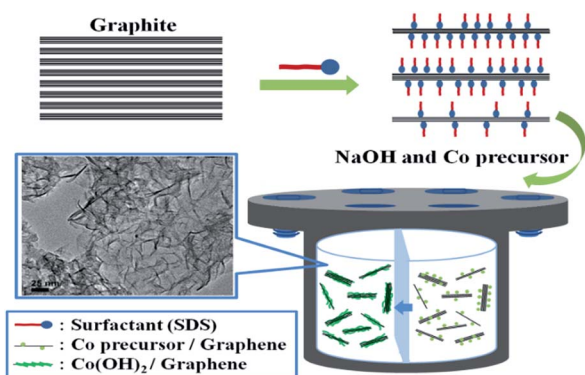 Graphite
NaOH and Co precursor
25 nm
: Surfactant (SDS)
: Co precursor / Graphene
: Co(OH)2 / Graphene